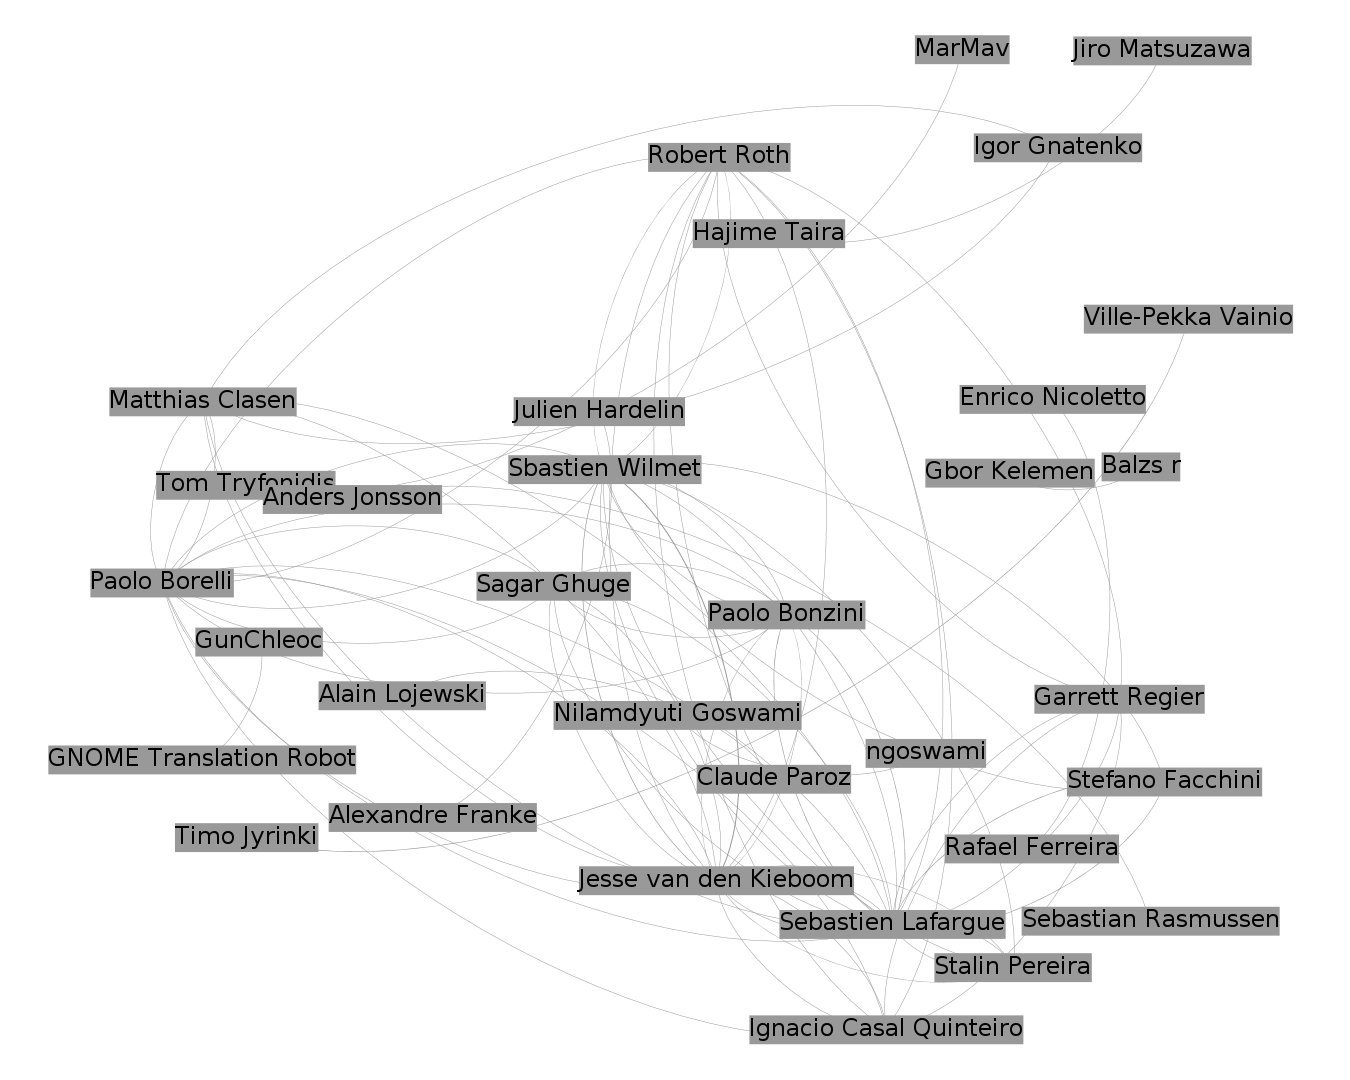 MarMav
Jiro Matsuzawa
Igor Gnatenko
Robert Roth
Hajime Taira
Ville-Pekka Vainio
Matthias Clasen
Enrico Nicoletto
Julien Hardelin
Sbastien Wilmet
Gbor Kelemen
Balzs r
Tom Tryfonidis
Anders Jonsson
Paolo Borelli
Sagar Ghuge
Paolo Bonzini
GunChleoc
Alain Lojewski
Garrett Regier
Nilamdyuti Goswami
ngoswami
GNOME Translation Robot
Claude Paroz
Stefano Facchini
Alexandre Franke
Timo Jyrinki
Rafael Ferreira
Jesse van den Kieboom
Sebastien Lafargue
Sebastian Rasmussen
Stalin Pereira
Ignacio Casal Quinteiro